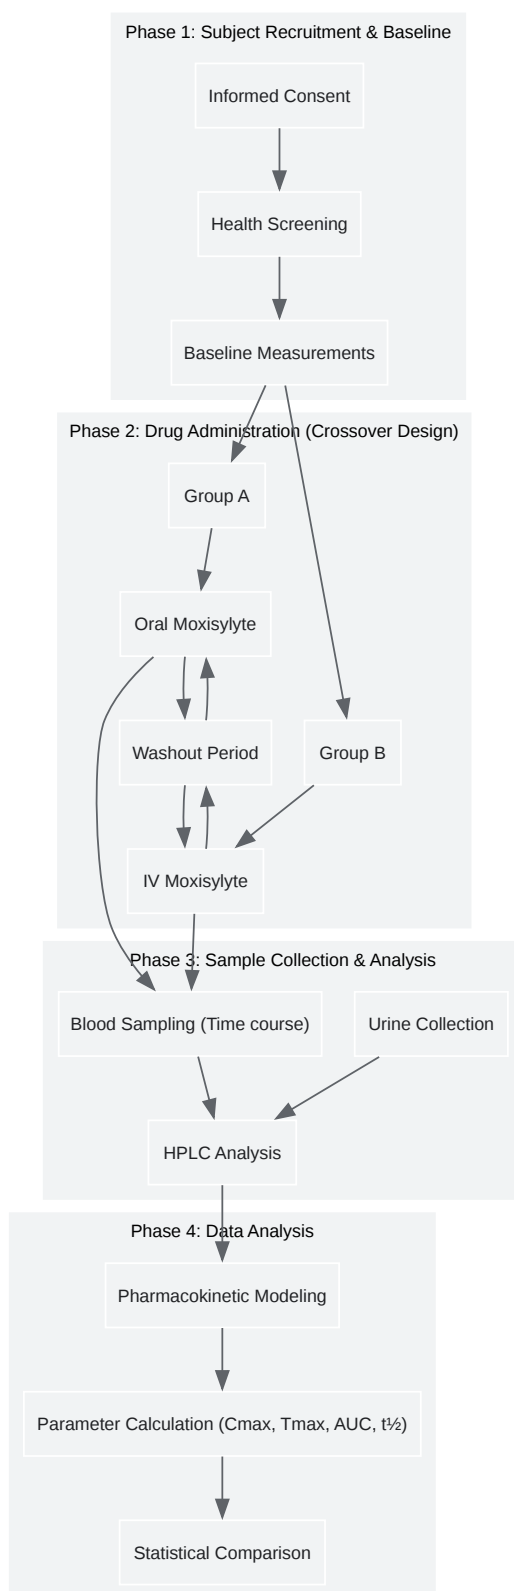 Phase 1: Subject Recruitment & Baseline
Informed Consent
Health Screening
Baseline Measurements
Phase 2: Drug Administration (Crossover Design)
Group A
Oral Moxisylyte
Washout Period
Group B
IV Moxisylyte
Phase 3: Sample Collection & Analysis
Blood Sampling (Time course)
Urine Collection
HPLC Analysis
Phase 4: Data Analysis
Pharmacokinetic Modeling
Parameter Calculation (Cmax, Tmax, AUC, t½)
Statistical Comparison